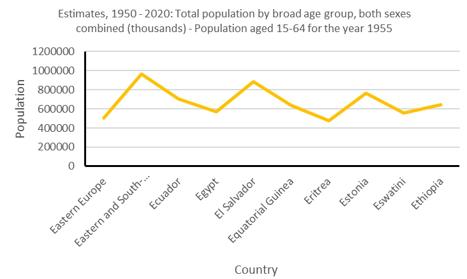 Estimates, 1950 - 2020: Total population by broad age group, both sexes
combined (thousands) - Population aged 15-64 for the year 1955
Population
1200000
1000000
800000
600000
400000
200000
0
Eastern Europe
Eastern and South-...
Ecuador
Egypt
El Salvador
Equatorial Guinea
Eritrea
Estonia
Eswatini
Ethiopia
Country